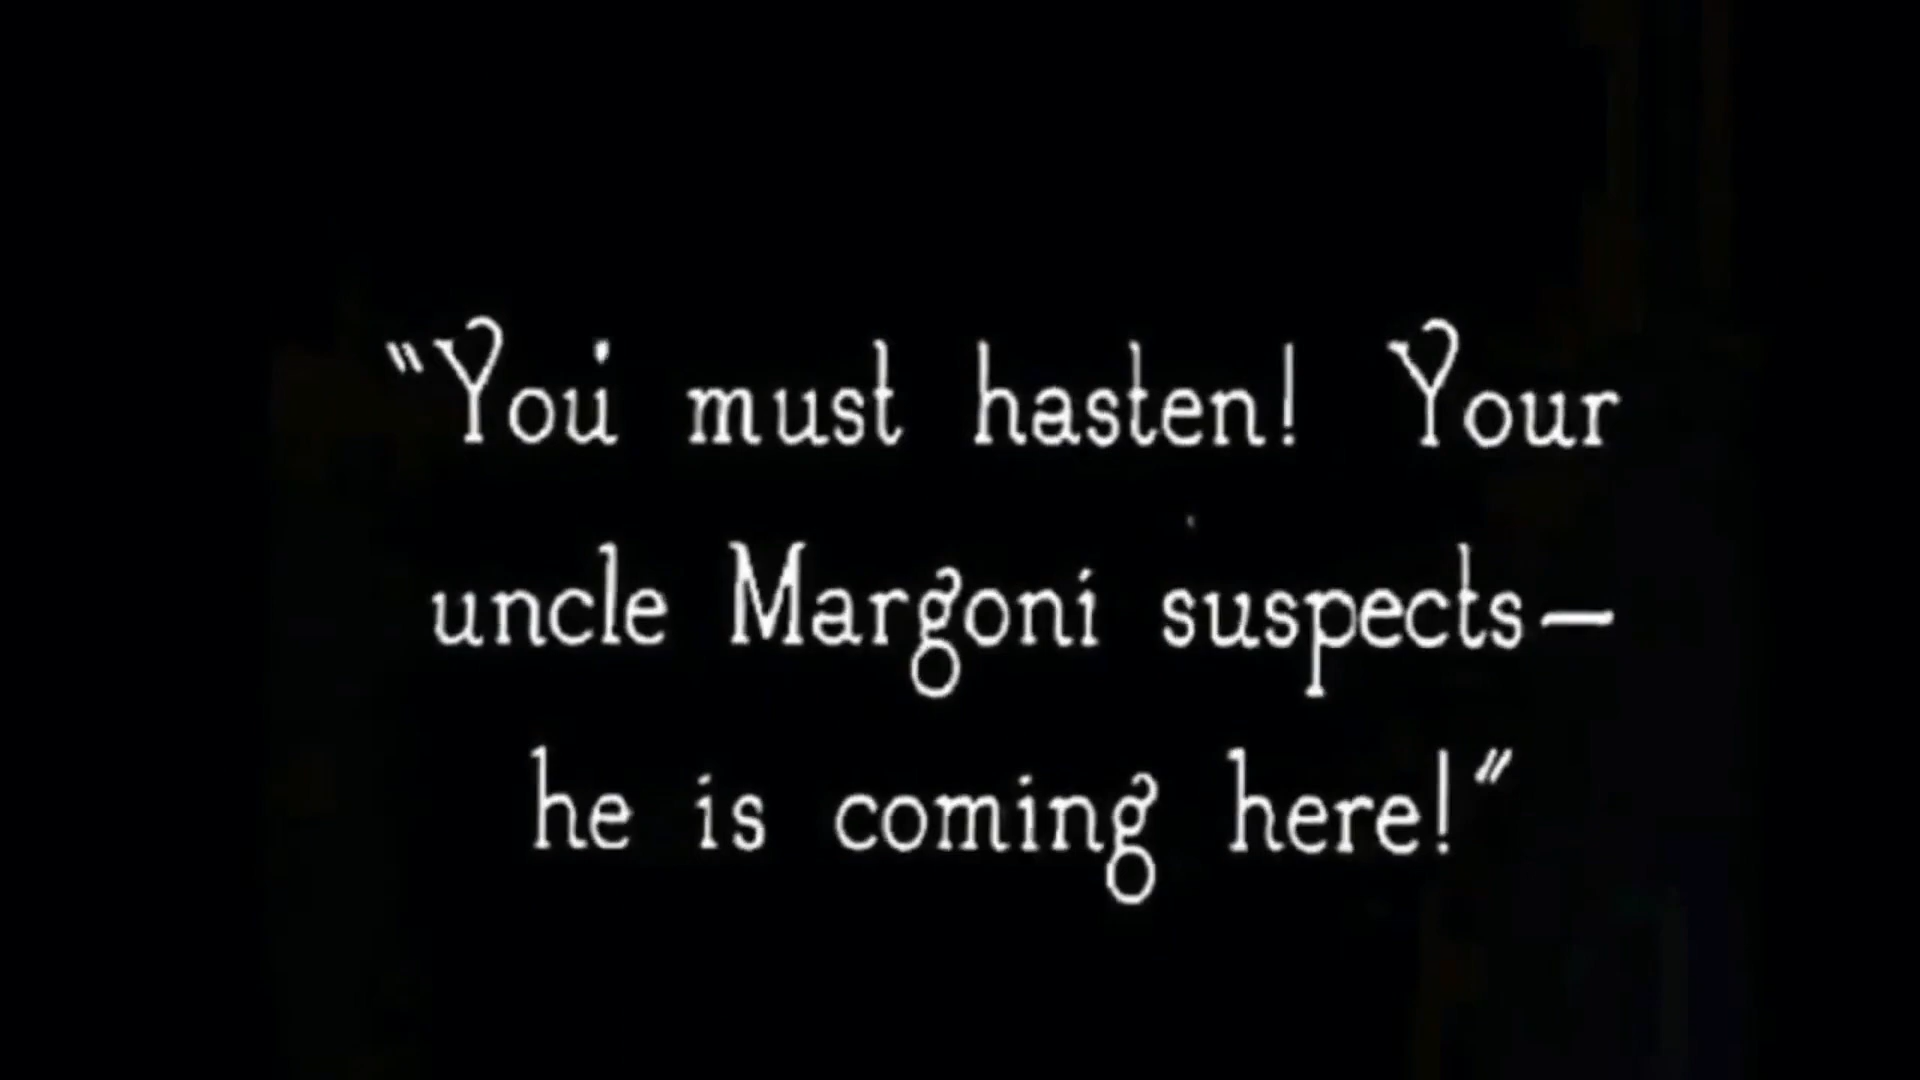 “You must hasten! Your
uncle Margoni suspects—
he is coming here!”